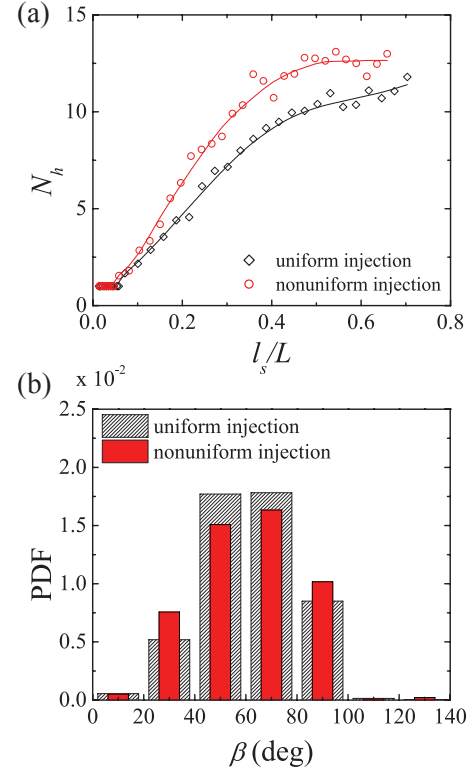 (a)
15
10
5
0
N_h
uniform injection
nonuniform injection
0.0 0.2 0.4 0.6 0.8
l_s/L
(b)
x 10^-2
2.5
2.0
1.5
1.0
0.5
0.0
PDF
uniform injection
nonuniform injection
0 20 40 60 80 100 120 140
β (deg)